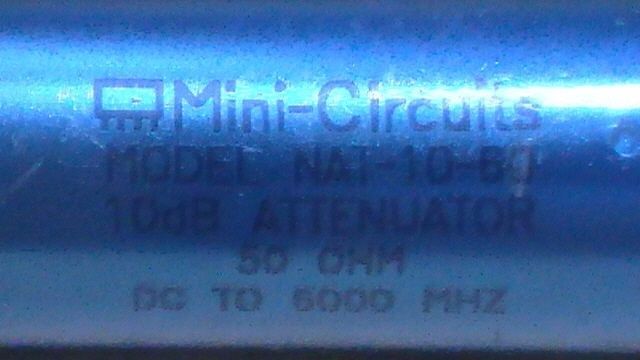 Mini-Circuits
MODEL NAT-10-60
10dB ATTENUATOR
50 OHM
DC TO 6000 MHZ